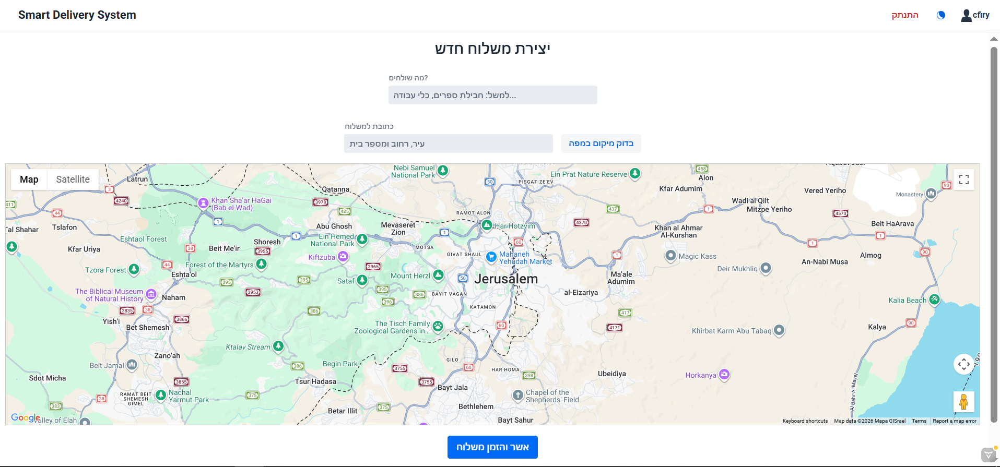 Smart Delivery System
התנתק
cfiry
יצירת משלוח חדש
מה שולחים?
למשל: חבילת ספרים, כלי עבודה...
כתובת למשלוח
עיר, רחוב ומספר בית
בדוק מיקום במפה
Map
Satellite
Latrun
Nebi Samuel
National Park
Ein Prat Nature Reserve
PISGAT ZE'EV
Alon
Kfar Adumim
Vered Yeriho
Monastery
Qatanna
Khan Sha'ar HaGai
(Bab el-Wad)
Wadi al Qilt
Mitzpe Yeriho
RAMOT ALON
Tal Shahar
Tslafon
Abu Ghosh
Mevaseret
Zion
Har Hotzvim
Khan al Ahmar
Al-Kurshan
Beit HaArava
Eshtaol Forest
Shoresh
Ein Hemed
National Park
MOTSA
Kfar Uriya
Beit Me'ir
Kiftzuba
GIVAT SHAUL
Mahaneh
Yehudah Market
Magic Kass
An-Nabi Musa
Almog
Tzora Forest
Forest of the Martyrs
Eshta'ol
Sataf
Mount Herzl
Jerusalem
Ma'ale
Adumim
Deir Mukhliq
The Biblical Museum
of Natural History
Naham
BAYIT VAGAN
al-Eizariya
Kalia Beach
KATAMON
Yish'i
Bet Shemesh
The Tisch Family
Zoological Gardens in...
Khirbat Karm Abu Tabaq
Kalya
Ktalav Stream
Zano'ah
Beit Jamal
Begin Park
GILO
HAR HOMA
Ubeidiya
Horkanya
Sdot Micha
Tsur Hadasa
Bayt Jala
RAMAT BEIT
SHEMESH
GIMEL
Nachal
Yarmut Park
Chapel of the
Shepherds' Field
Bethlehem
Betar Illit
Bayt Sahur
Valley of Elah
Al Bahr Al Mayet
3
4240
411
44
1
3978
425
50
458
90
437
1
4370
4570
1
1
38
3955
1
60
1
1
90
44
395
3953
395
3965
395
396
386
50
386
3835
38
3866
417
4171
60
90
386
3755
60
398
3755
3855
38
375
383
375
Google
Keyboard shortcuts
Map data ©2026 Mapa GISrael
Terms
Report a map error
אשר והזמן משלוח